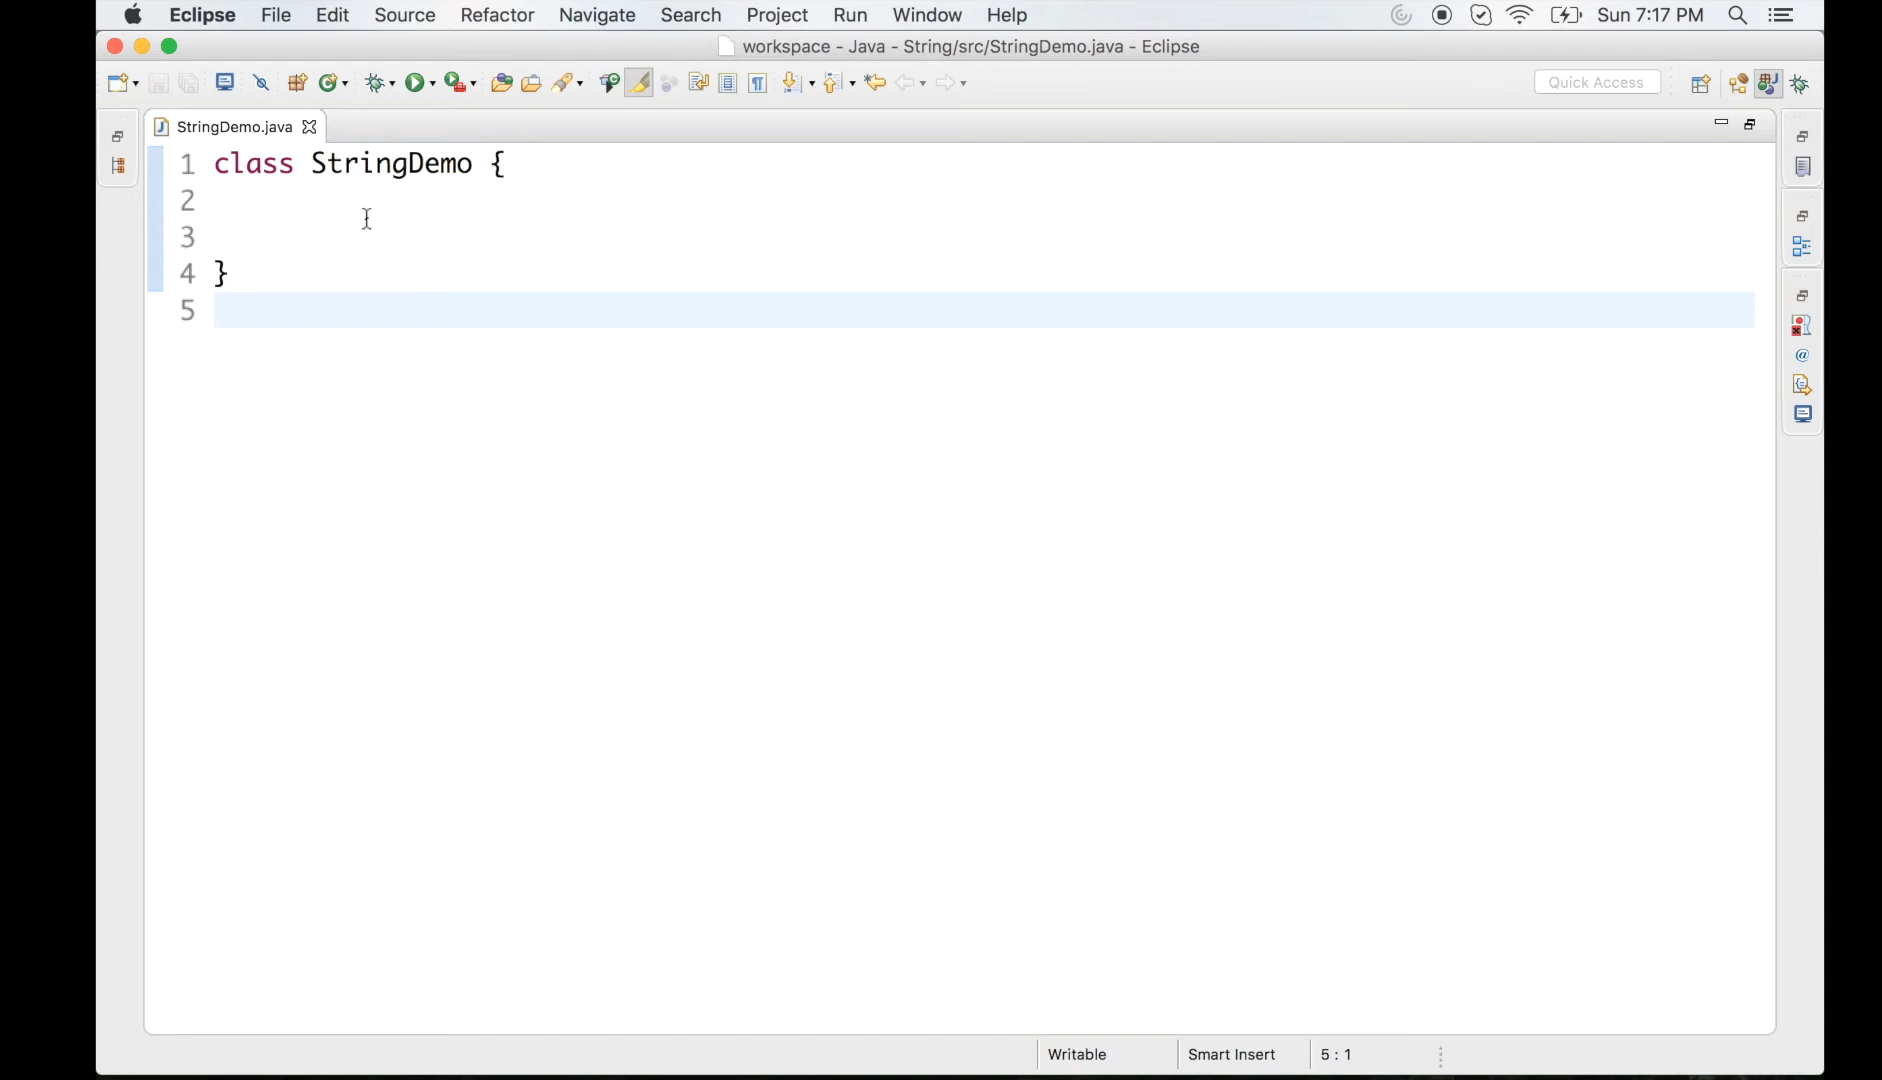 Eclipse File Edit Source Refactor Navigate Search Project Run Window Help Sun 7:17 PM
workspace - Java - String/src/StringDemo.java - Eclipse
Quick Access
StringDemo.java
1 class StringDemo {
2
3
4 }
5
Writable Smart Insert 5 : 1